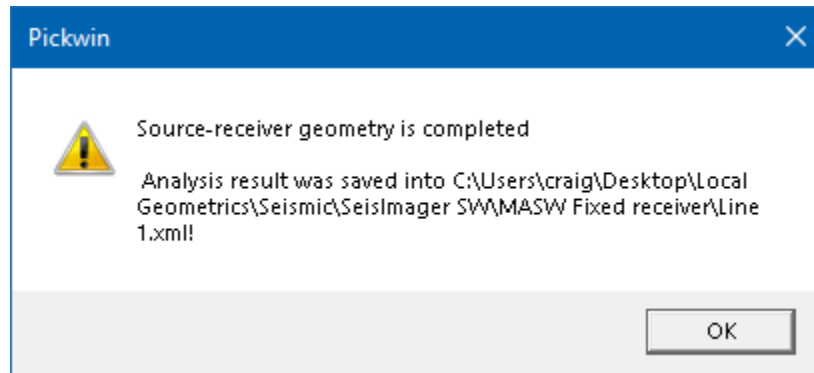 Pickwin
Source-receiver geometry is completed
Analysis result was saved into C:\Users\craig\Desktop\Local
Geometrics\Seismic\SeisImager SW\MASW Fixed receiver\Line
1.xml!
OK